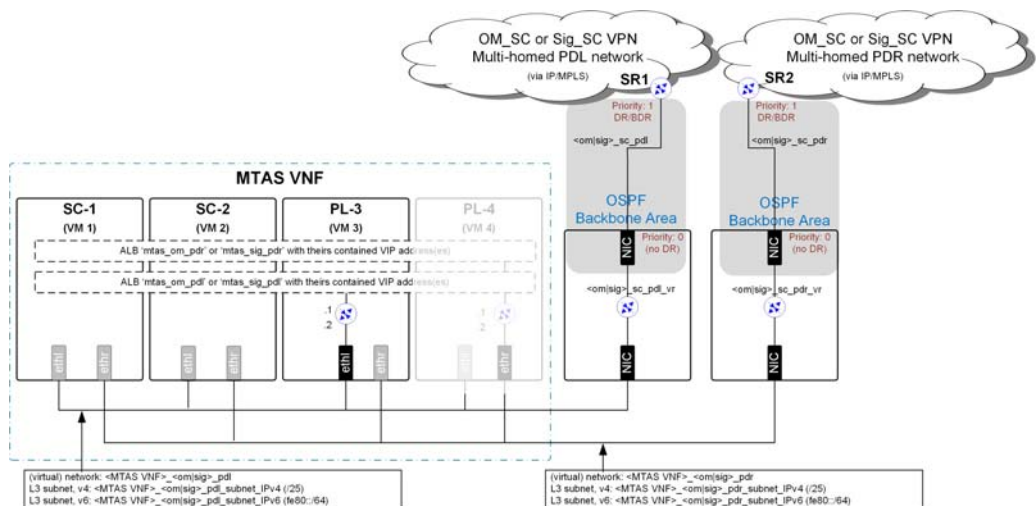 OM_SC or Sig_SC VPN
Multi-homed PDL network
(via IP/MPLS)
SR1
OM_SC or Sig_SC VPN
Multi-homed PDR network
(via IP/MPLS)
SR2
Priority: 1
DR/BDR
<om|sig>_sc_pdl
Priority: 1
DR/BDR
<om|sig>_sc_pdr
MTAS VNF
SC-1
(VM 1)
SC-2
(VM 2)
PL-3
(VM 3)
PL-4
(VM 4)
OSPF
Backbone Area
OSPF
Backbone Area
NIC
Priority: 0
(no DR)
NIC
Priority: 0
(no DR)
ALB 'mtas_om_pdr' or 'mtas_sig_pdr' with theirs contained VIP address(es)
ALB 'mtas_om_pdl' or 'mtas_sig_pdl' with theirs contained VIP address(es)
<om|sig>_sc_pdl_vr
<om|sig>_sc_pdr_vr
.1
.2
.1
.2
ethl
ethr
ethl
ethr
ethl
ethr
ethl
ethr
NIC
NIC
(virtual) network: <MTAS VNF>_<om|sig>_pdl
L3 subnet, v4: <MTAS VNF>_<om|sig>_pdl_subnet_IPv4 (/25)
L3 subnet, v6: <MTAS VNF>_<om|sig>_pdl_subnet_IPv6 (fe80::/64)
(virtual) network: <MTAS VNF>_<om|sig>_pdr
L3 subnet, v4: <MTAS VNF>_<om|sig>_pdr_subnet_IPv4 (/25)
L3 subnet, v6: <MTAS VNF>_<om|sig>_pdr_subnet_IPv6 (fe80::/64)